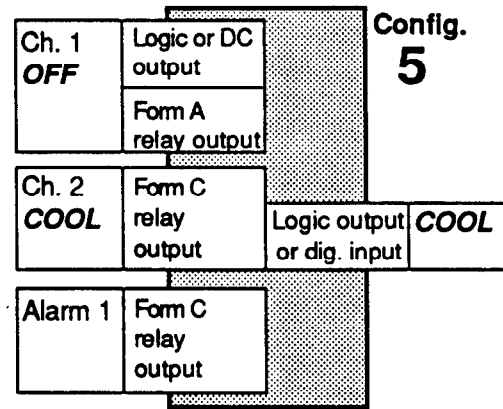 Config.
5
Ch. 1
OFF
Logic or DC
output
Form A
relay output
Ch. 2
COOL
Form C
relay
output
Logic output
or dig. input
COOL
Alarm 1
Form C
relay
output